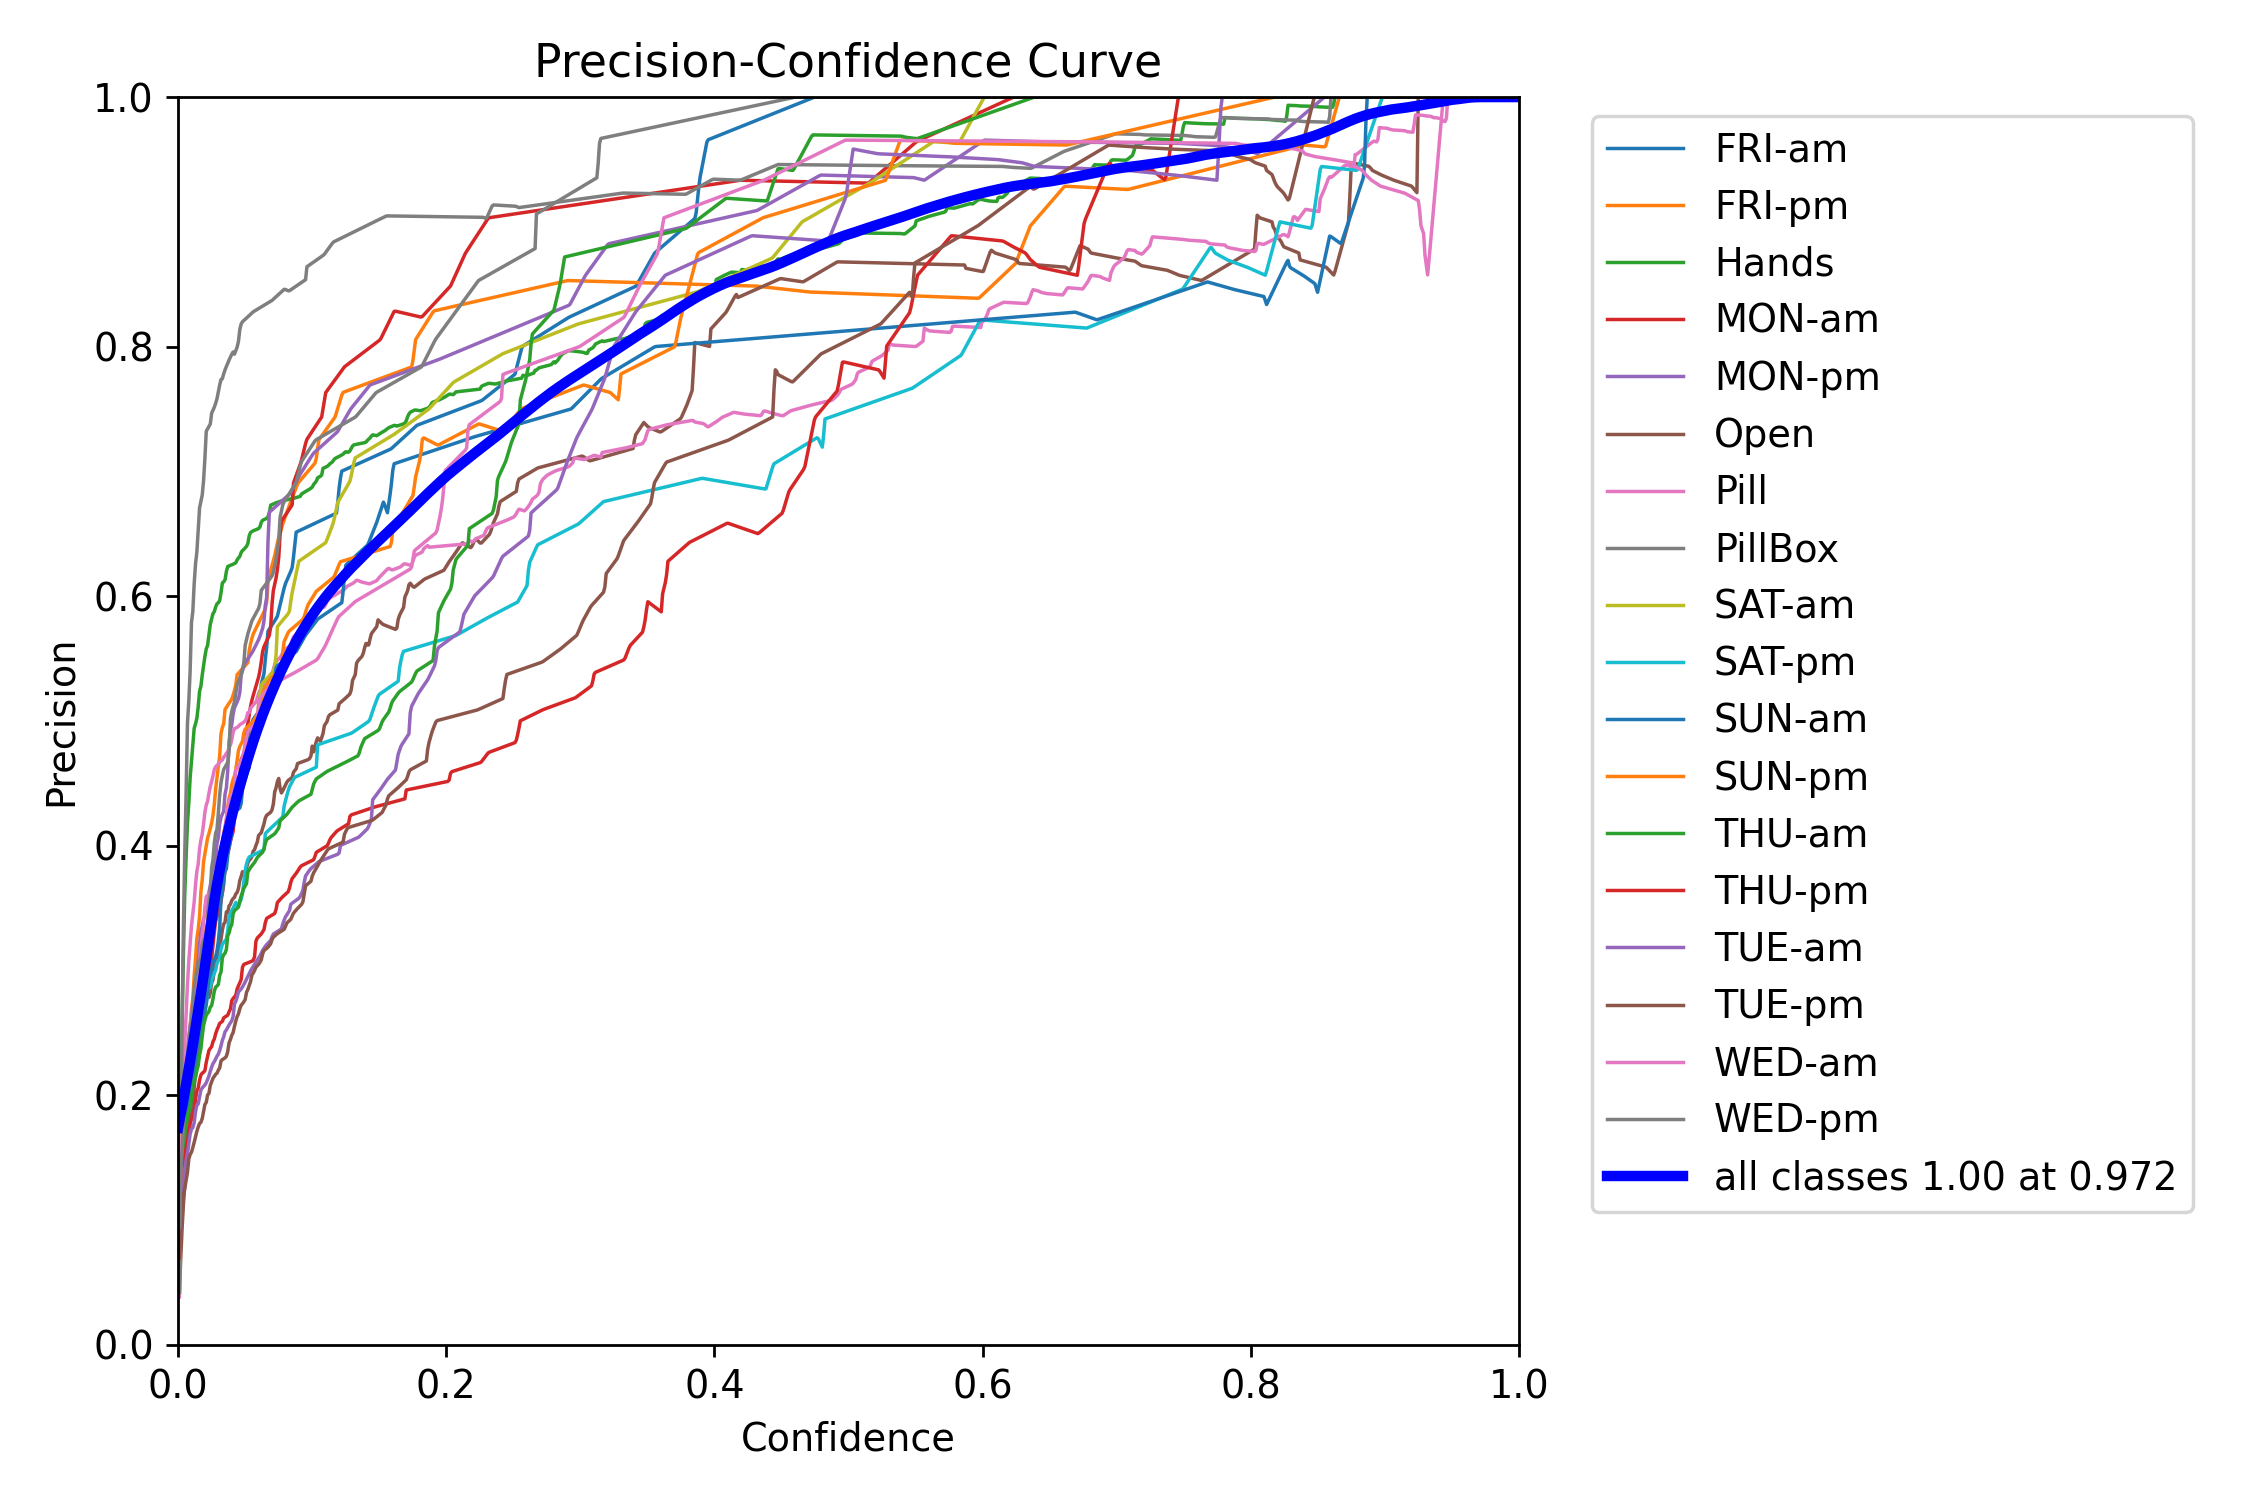 Precision-Confidence Curve
1.0
0.8
0.6
0.4
0.2
0.0
Precision
0.0 0.2 0.4 0.6 0.8 1.0
Confidence
FRI-am
FRI-pm
Hands
MON-am
MON-pm
Open
Pill
PillBox
SAT-am
SAT-pm
SUN-am
SUN-pm
THU-am
THU-pm
TUE-am
TUE-pm
WED-am
WED-pm
all classes 1.00 at 0.972